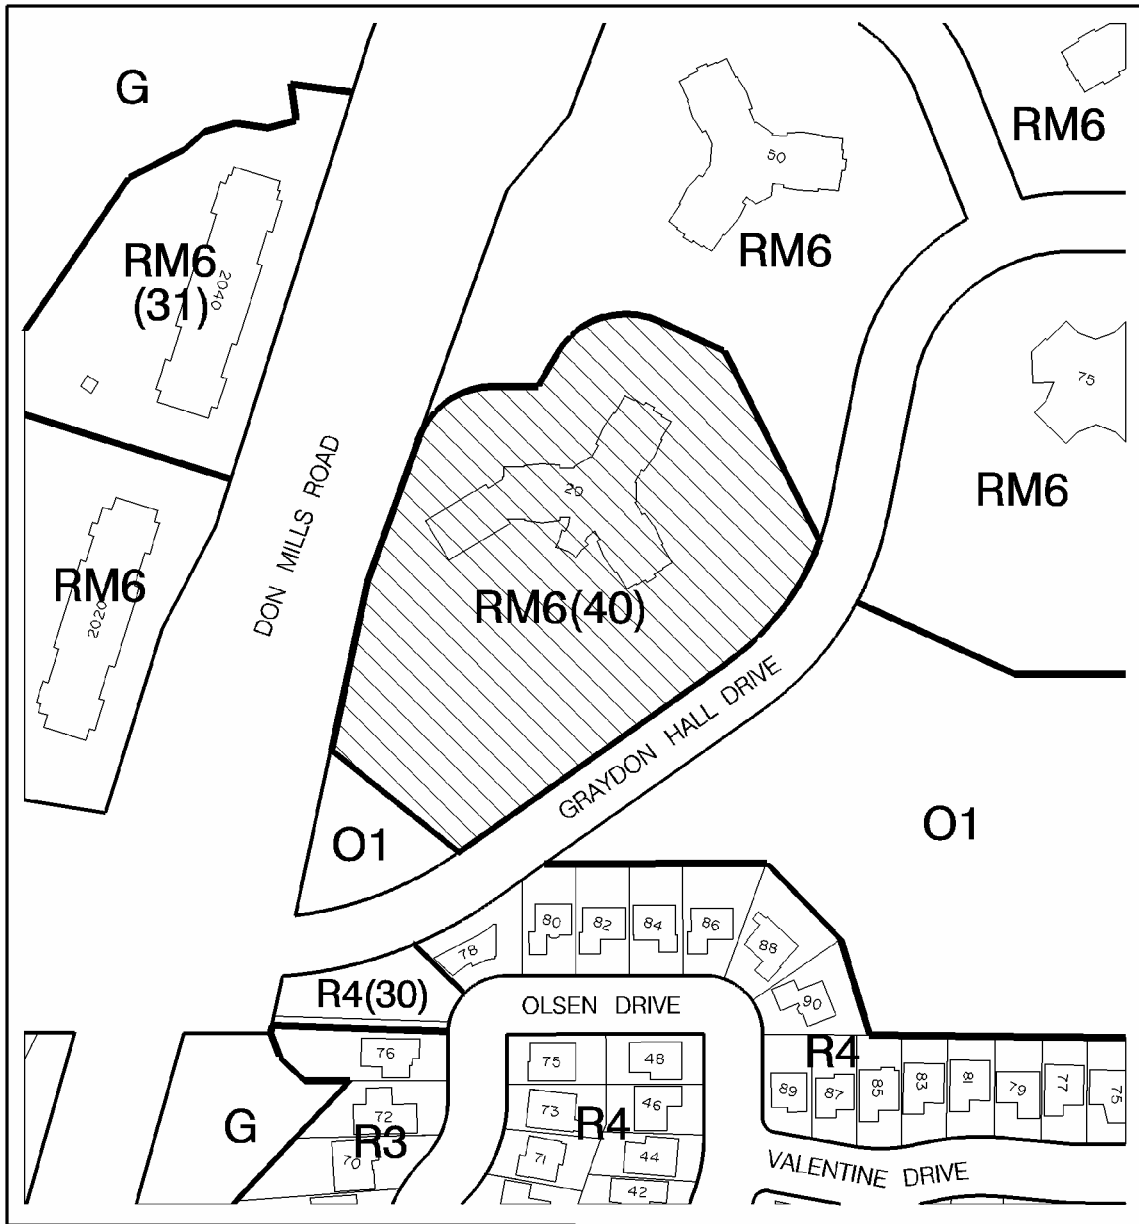 G
RM6
50
RM6
RM6
(31)
2040
75
RM6
DON MILLS ROAD
20
RM6(40)
RM6
2020
GRAYDON HALL DRIVE
O1
O1
80
82
84
86
88
78
90
R4(30)
OLSEN DRIVE
76
75
48
R4
89
87
85
83
81
79
77
75
72
73
46
G
R3
R4
70
71
44
42
VALENTINE DRIVE